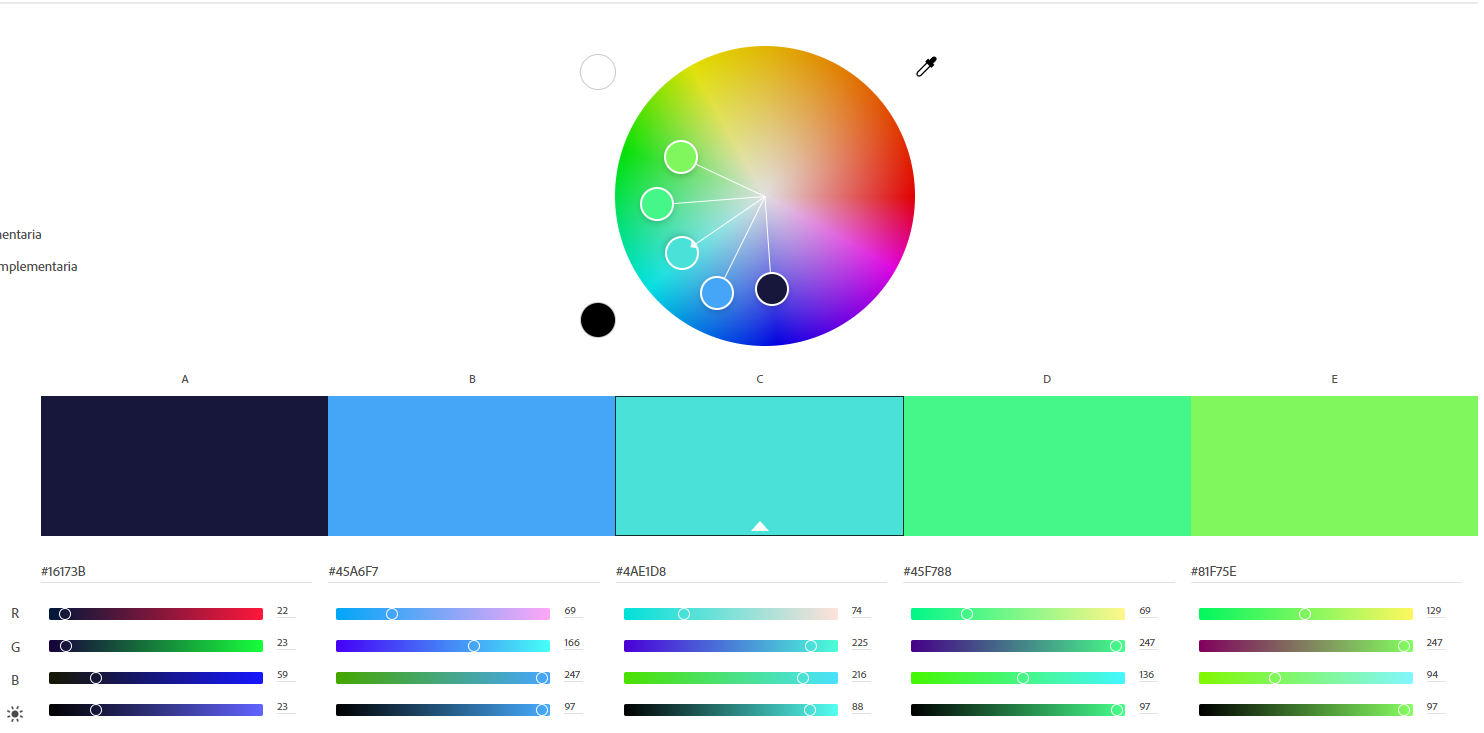 mentaria
mplementaria
A B C D E
#16173B #45A6F7 #4AE1D8 #45F788 #81F75E
R 22 69 74 69 129
G 23 166 225 247 247
B 59 247 216 136 94
23 97 88 97 97